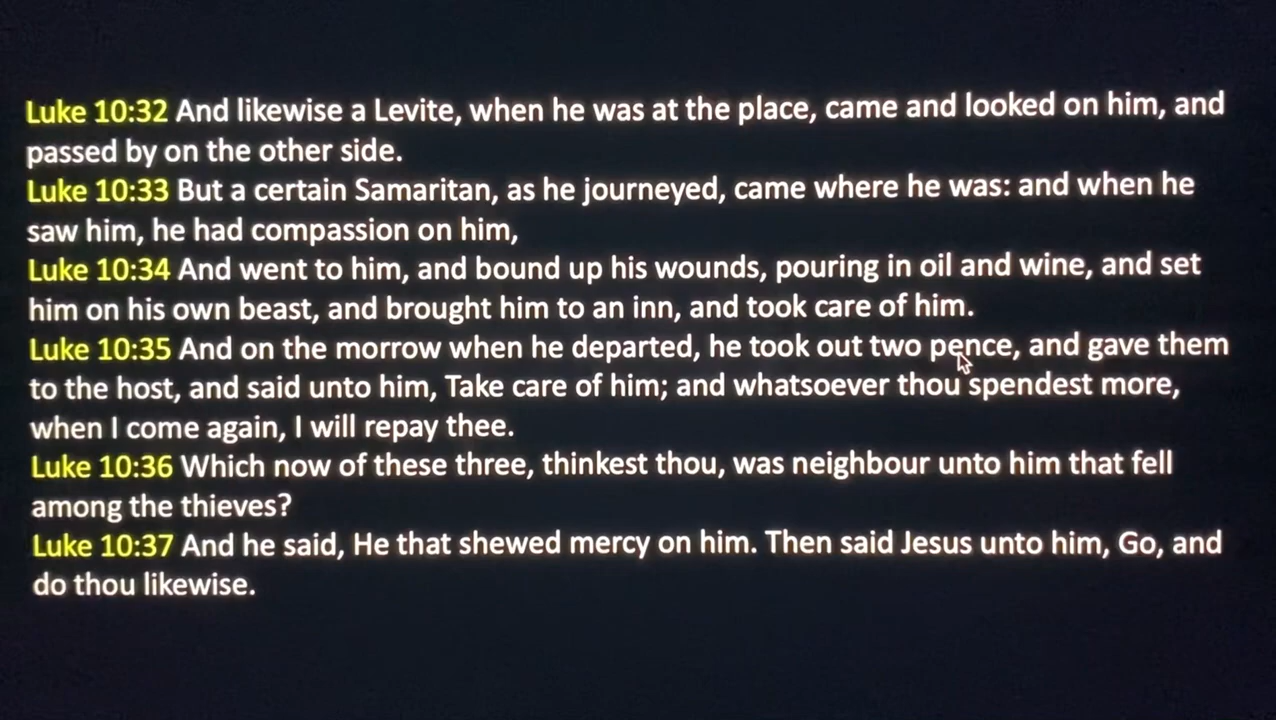 Luke 10:32 And likewise a Levite, when he was at the place, came and looked on him, and
passed by on the other side.
Luke 10:33 But a certain Samaritan, as he journeyed, came where he was: and when he
saw him, he had compassion on him,
Luke 10:34 And went to him, and bound up his wounds, pouring in oil and wine, and set
him on his own beast, and brought him to an inn, and took care of him.
Luke 10:35 And on the morrow when he departed, he took out two pence, and gave them
to the host, and said unto him, Take care of him; and whatsoever thou spendest more,
when I come again, I will repay thee.
Luke 10:36 Which now of these three, thinkest thou, was neighbour unto him that fell
among the thieves?
Luke 10:37 And he said, He that shewed mercy on him. Then said Jesus unto him, Go, and
do thou likewise.